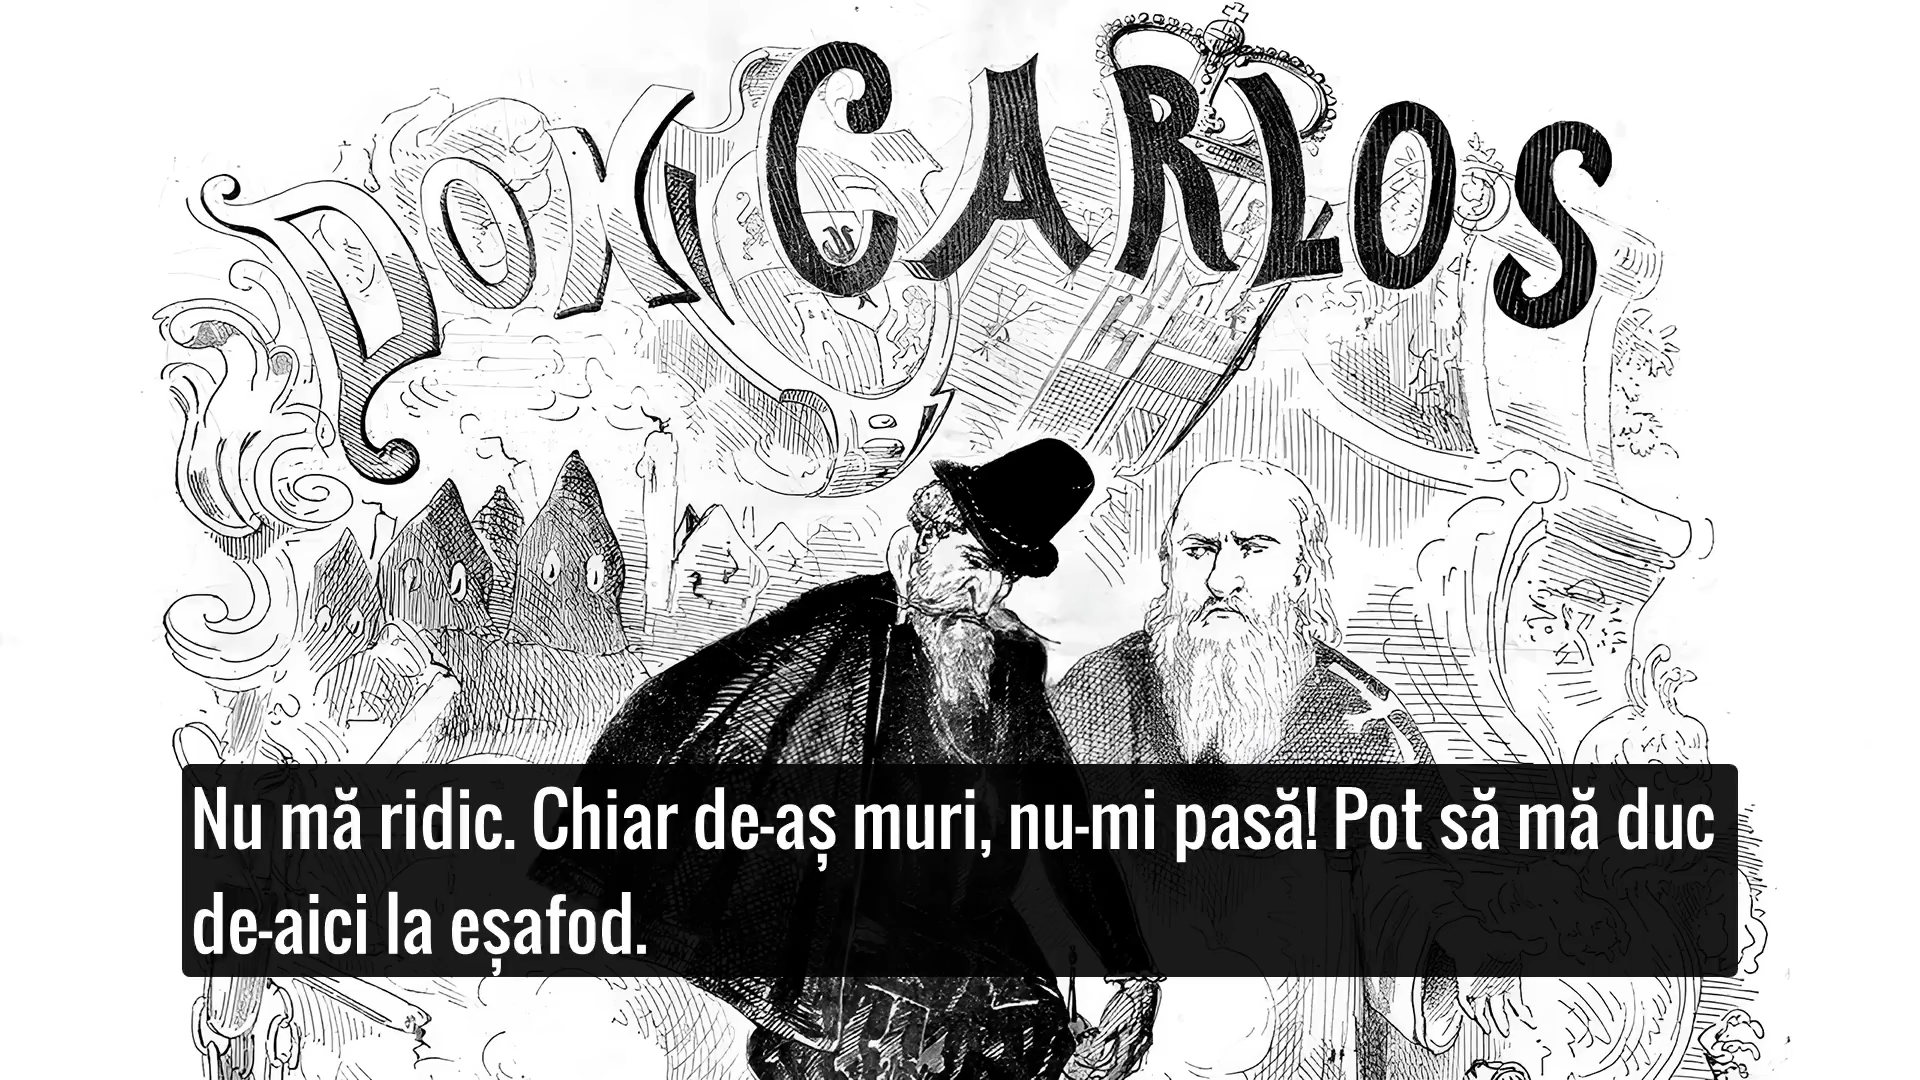 DON CARLOS
Nu mă ridic. Chiar de-aș muri, nu-mi pasă! Pot să mă duc
de-aici la eșafod.